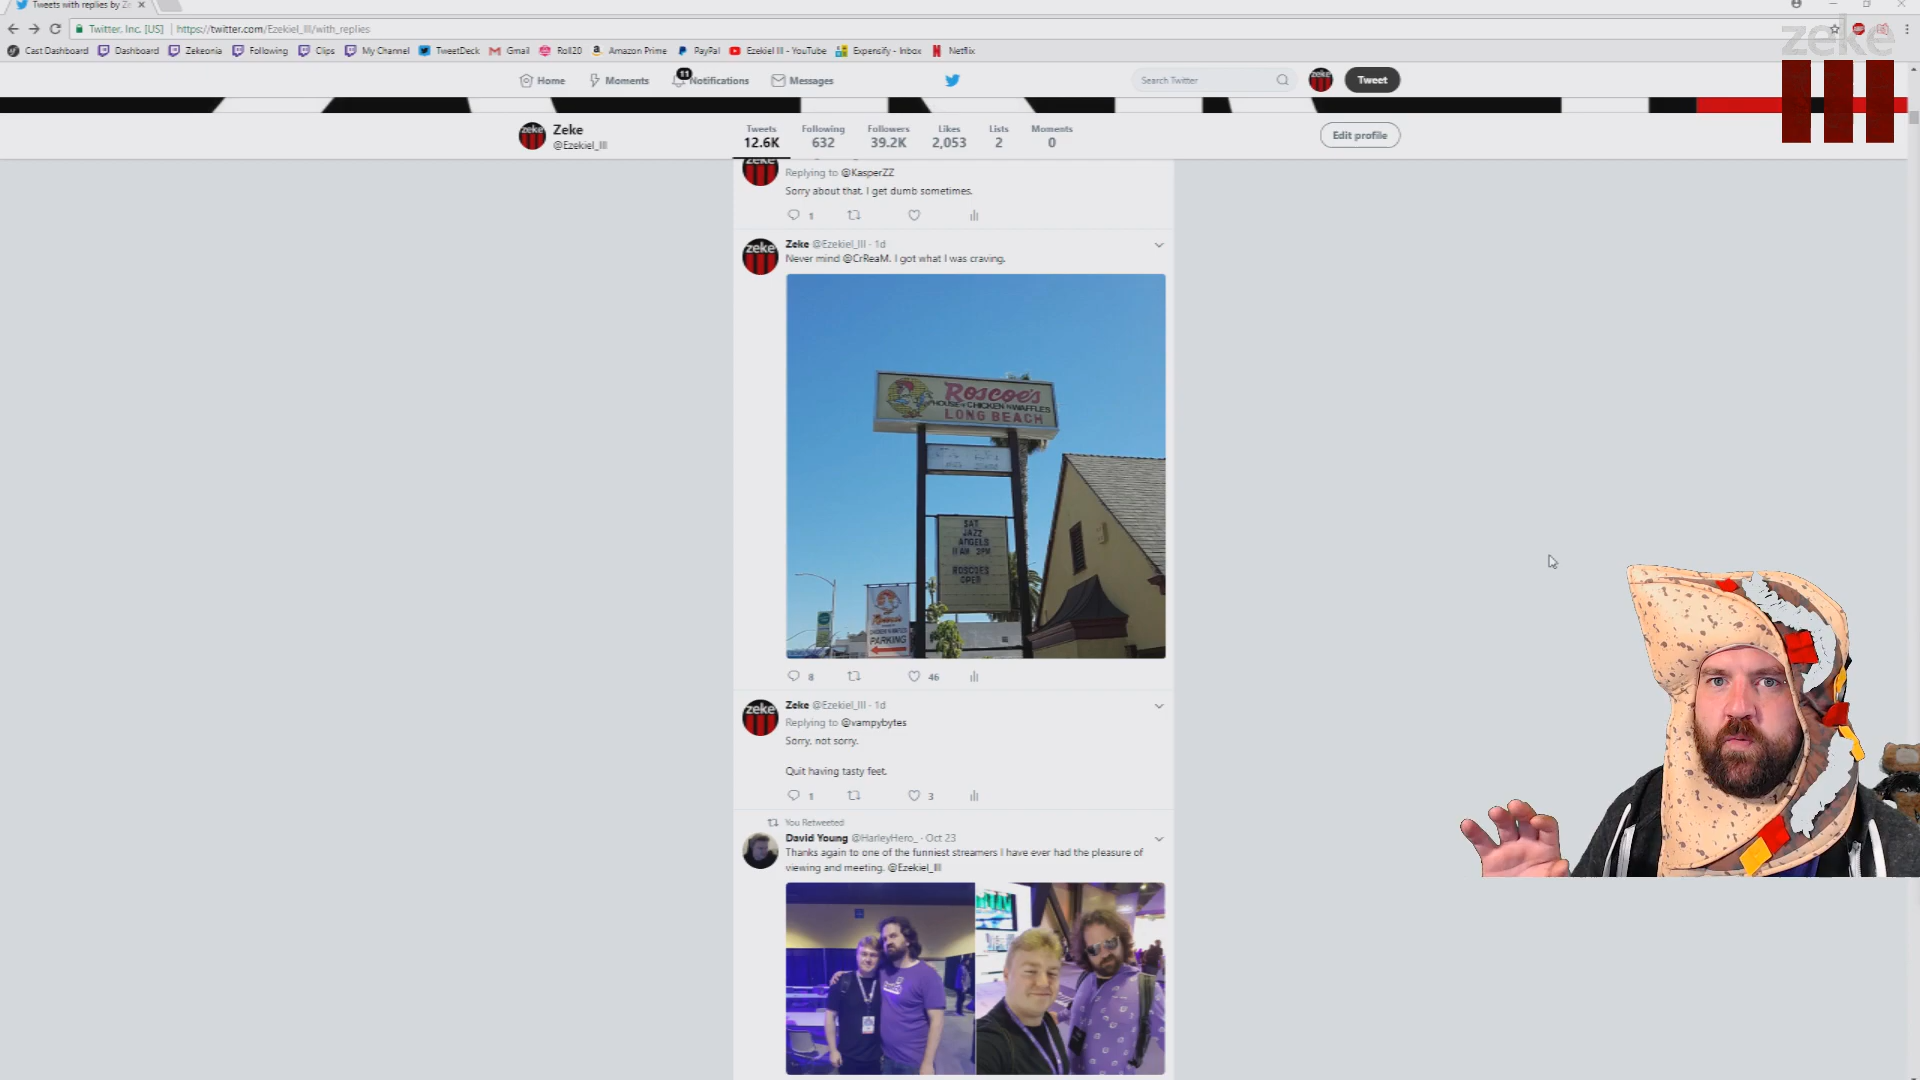 Tweets with replies by Ze
Twitter, Inc. [US]
https://twitter.com/Ezekiel_III/with_replies
zeke
Cast Dashboard
Dashboard
Zekeonia
Following
Clips
My Channel
TweetDeck
Gmail
Roll20
Amazon Prime
PayPal
Ezekiel III - YouTube
Expensify - Inbox
Netflix
Home
Moments
11
Notifications
Messages
Search Twitter
Tweet
Zeke
@Ezekiel_III
Tweets
12.6K
Following
632
Followers
39.2K
Likes
2,053
Lists
2
Moments
0
Edit profile
Replying to @KasperZZ
Sorry about that. I get dumb sometimes.
1
Zeke @Ezekiel_III · 1d
Never mind @CrReaM. I got what I was craving.
Roscoe's
HOUSE OF CHICKEN N WAFFLES
LONG BEACH
SAT
JAZZ
ANGELS
11 AM 3PM
ROSCOES
OPEN
PARKING
8
46
Zeke @Ezekiel_III · 1d
Replying to @vampybytes
Sorry, not sorry.
Quit having tasty feet.
1
3
You Retweeted
David Young @HarleyHero_ · Oct 23
Thanks again to one of the funniest streamers I have ever had the pleasure of
viewing and meeting. @Ezekiel_III